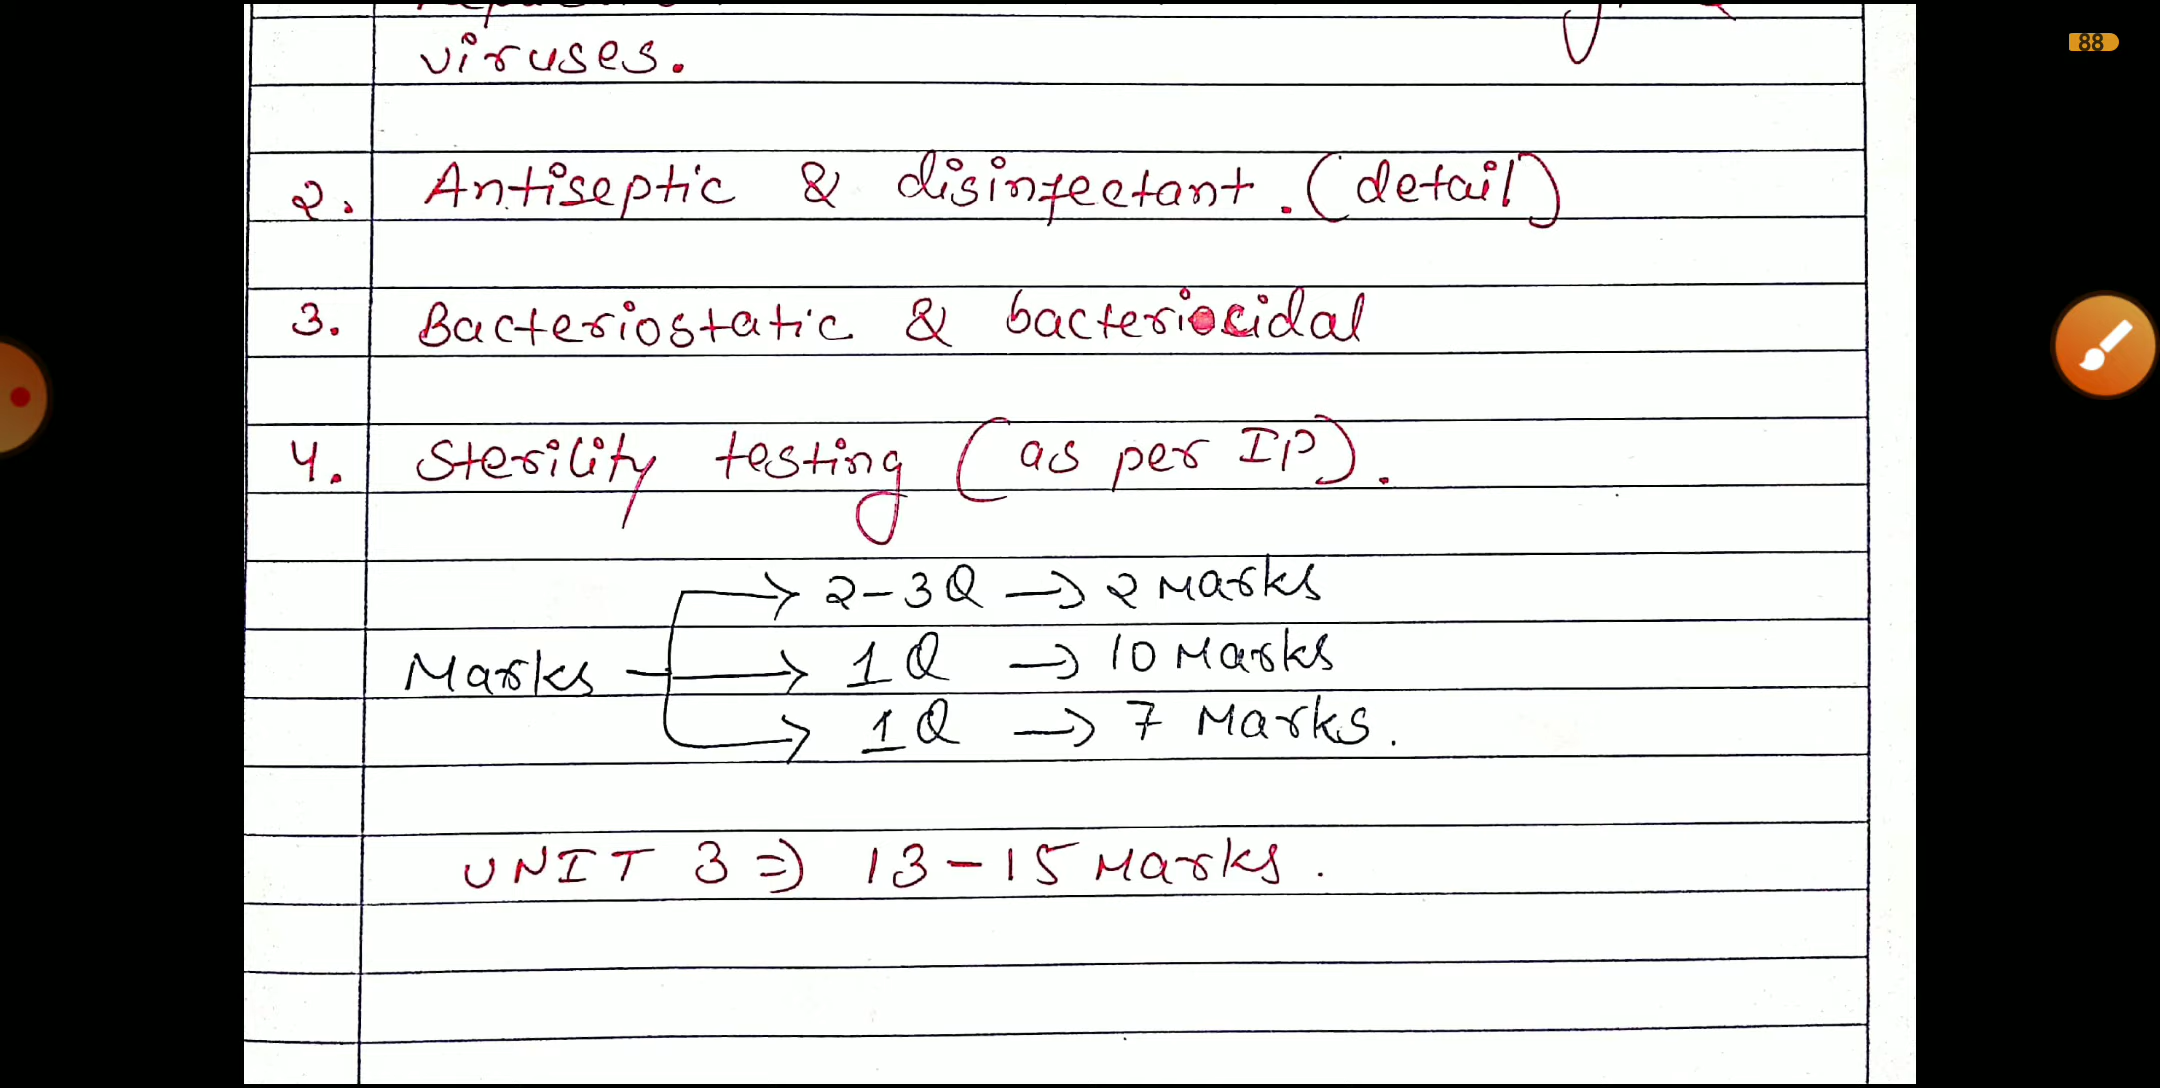 viruses.
88
2. Antiseptic & disinfectant. (detail)
3. Bacteriostatic & bactericidal
4. Sterility testing (as per IP).
2-3Q → 2 Marks
Marks → 1Q → 10 Marks
1Q → 7 Marks.
UNIT 3 ⇒ 13-15 Marks.